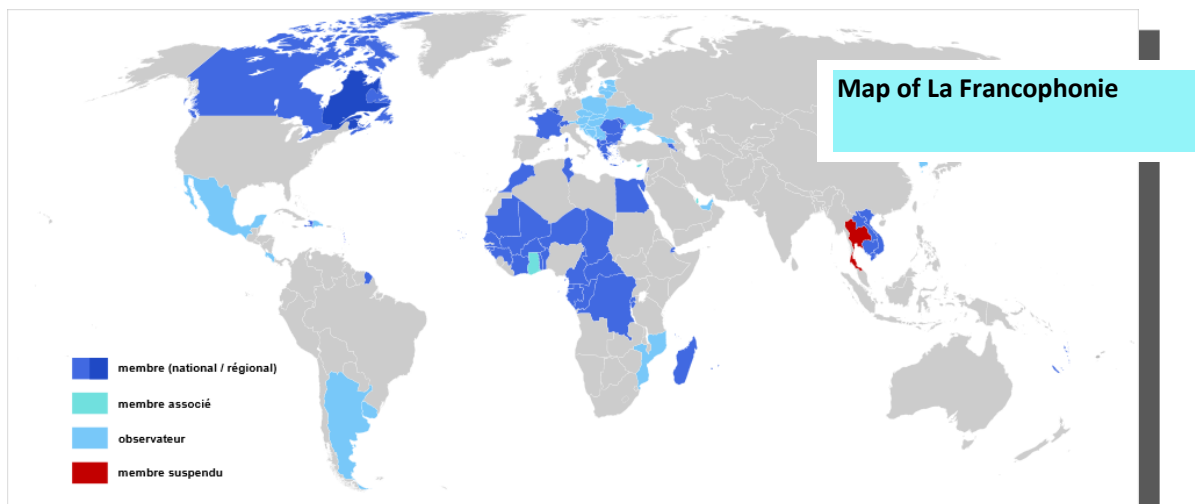 Map of La Francophonie
membre (national / régional)
membre associé
observateur
membre suspendu